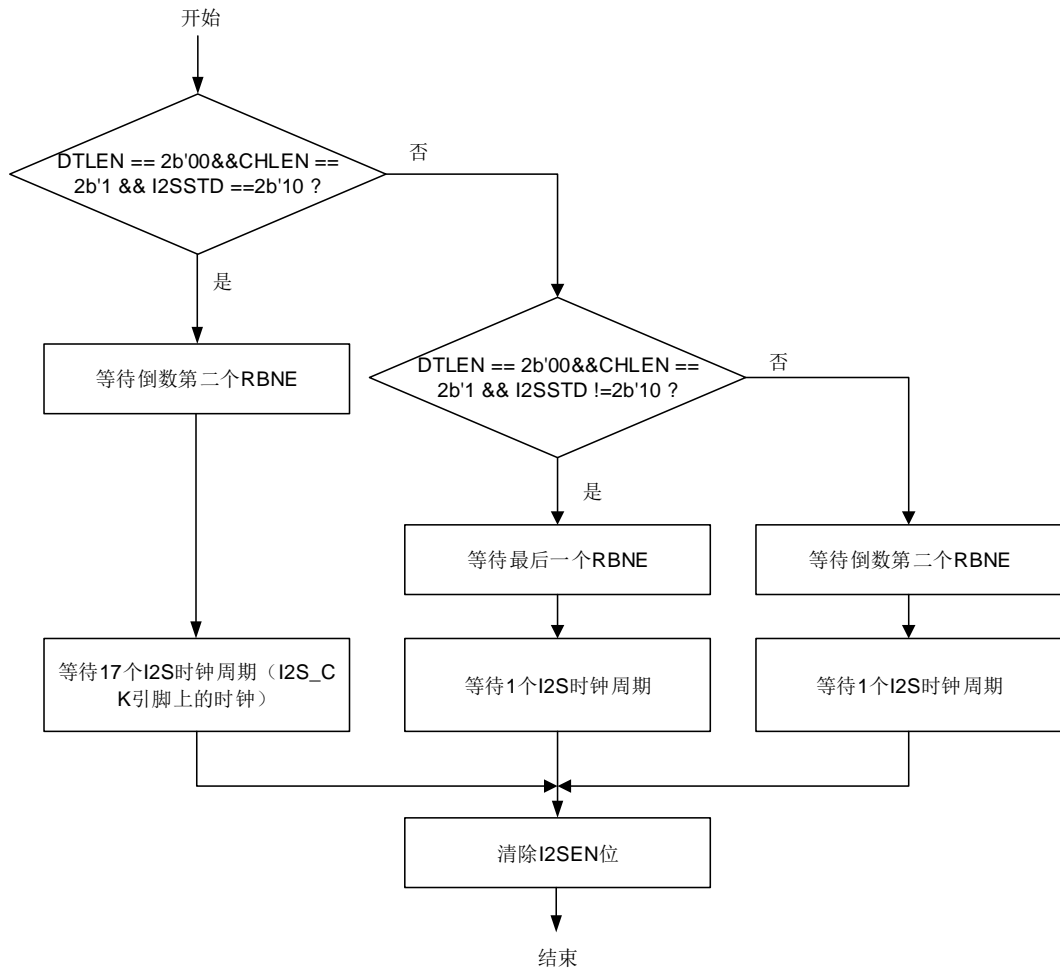 开始
DTLEN == 2b'00&&CHLEN ==
2b'1 && I2SSTD ==2b'10 ?
否
是
等待倒数第二个RBNE
DTLEN == 2b'00&&CHLEN ==
2b'1 && I2SSTD !=2b'10 ?
否
是
等待最后一个RBNE
等待倒数第二个RBNE
等待17个I2S时钟周期（I2S_C
K引脚上的时钟）
等待1个I2S时钟周期
等待1个I2S时钟周期
清除I2SEN位
结束